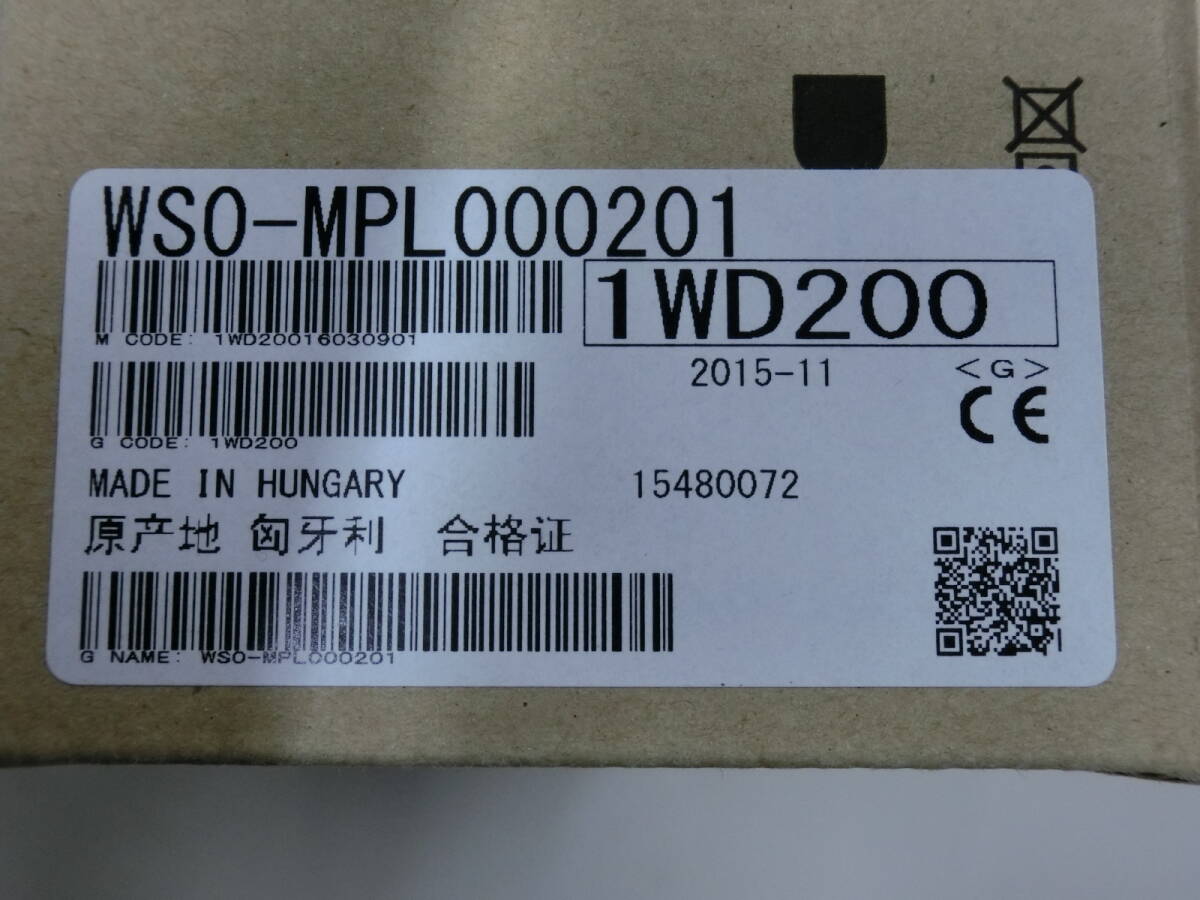 WS0-MPL000201
1WD200
M CODE: 1WD20016030901
2015-11 <G>
CE
G CODE: 1WD200
MADE IN HUNGARY 15480072
原产地 匈牙利 合格证
G NAME: WS0-MPL000201